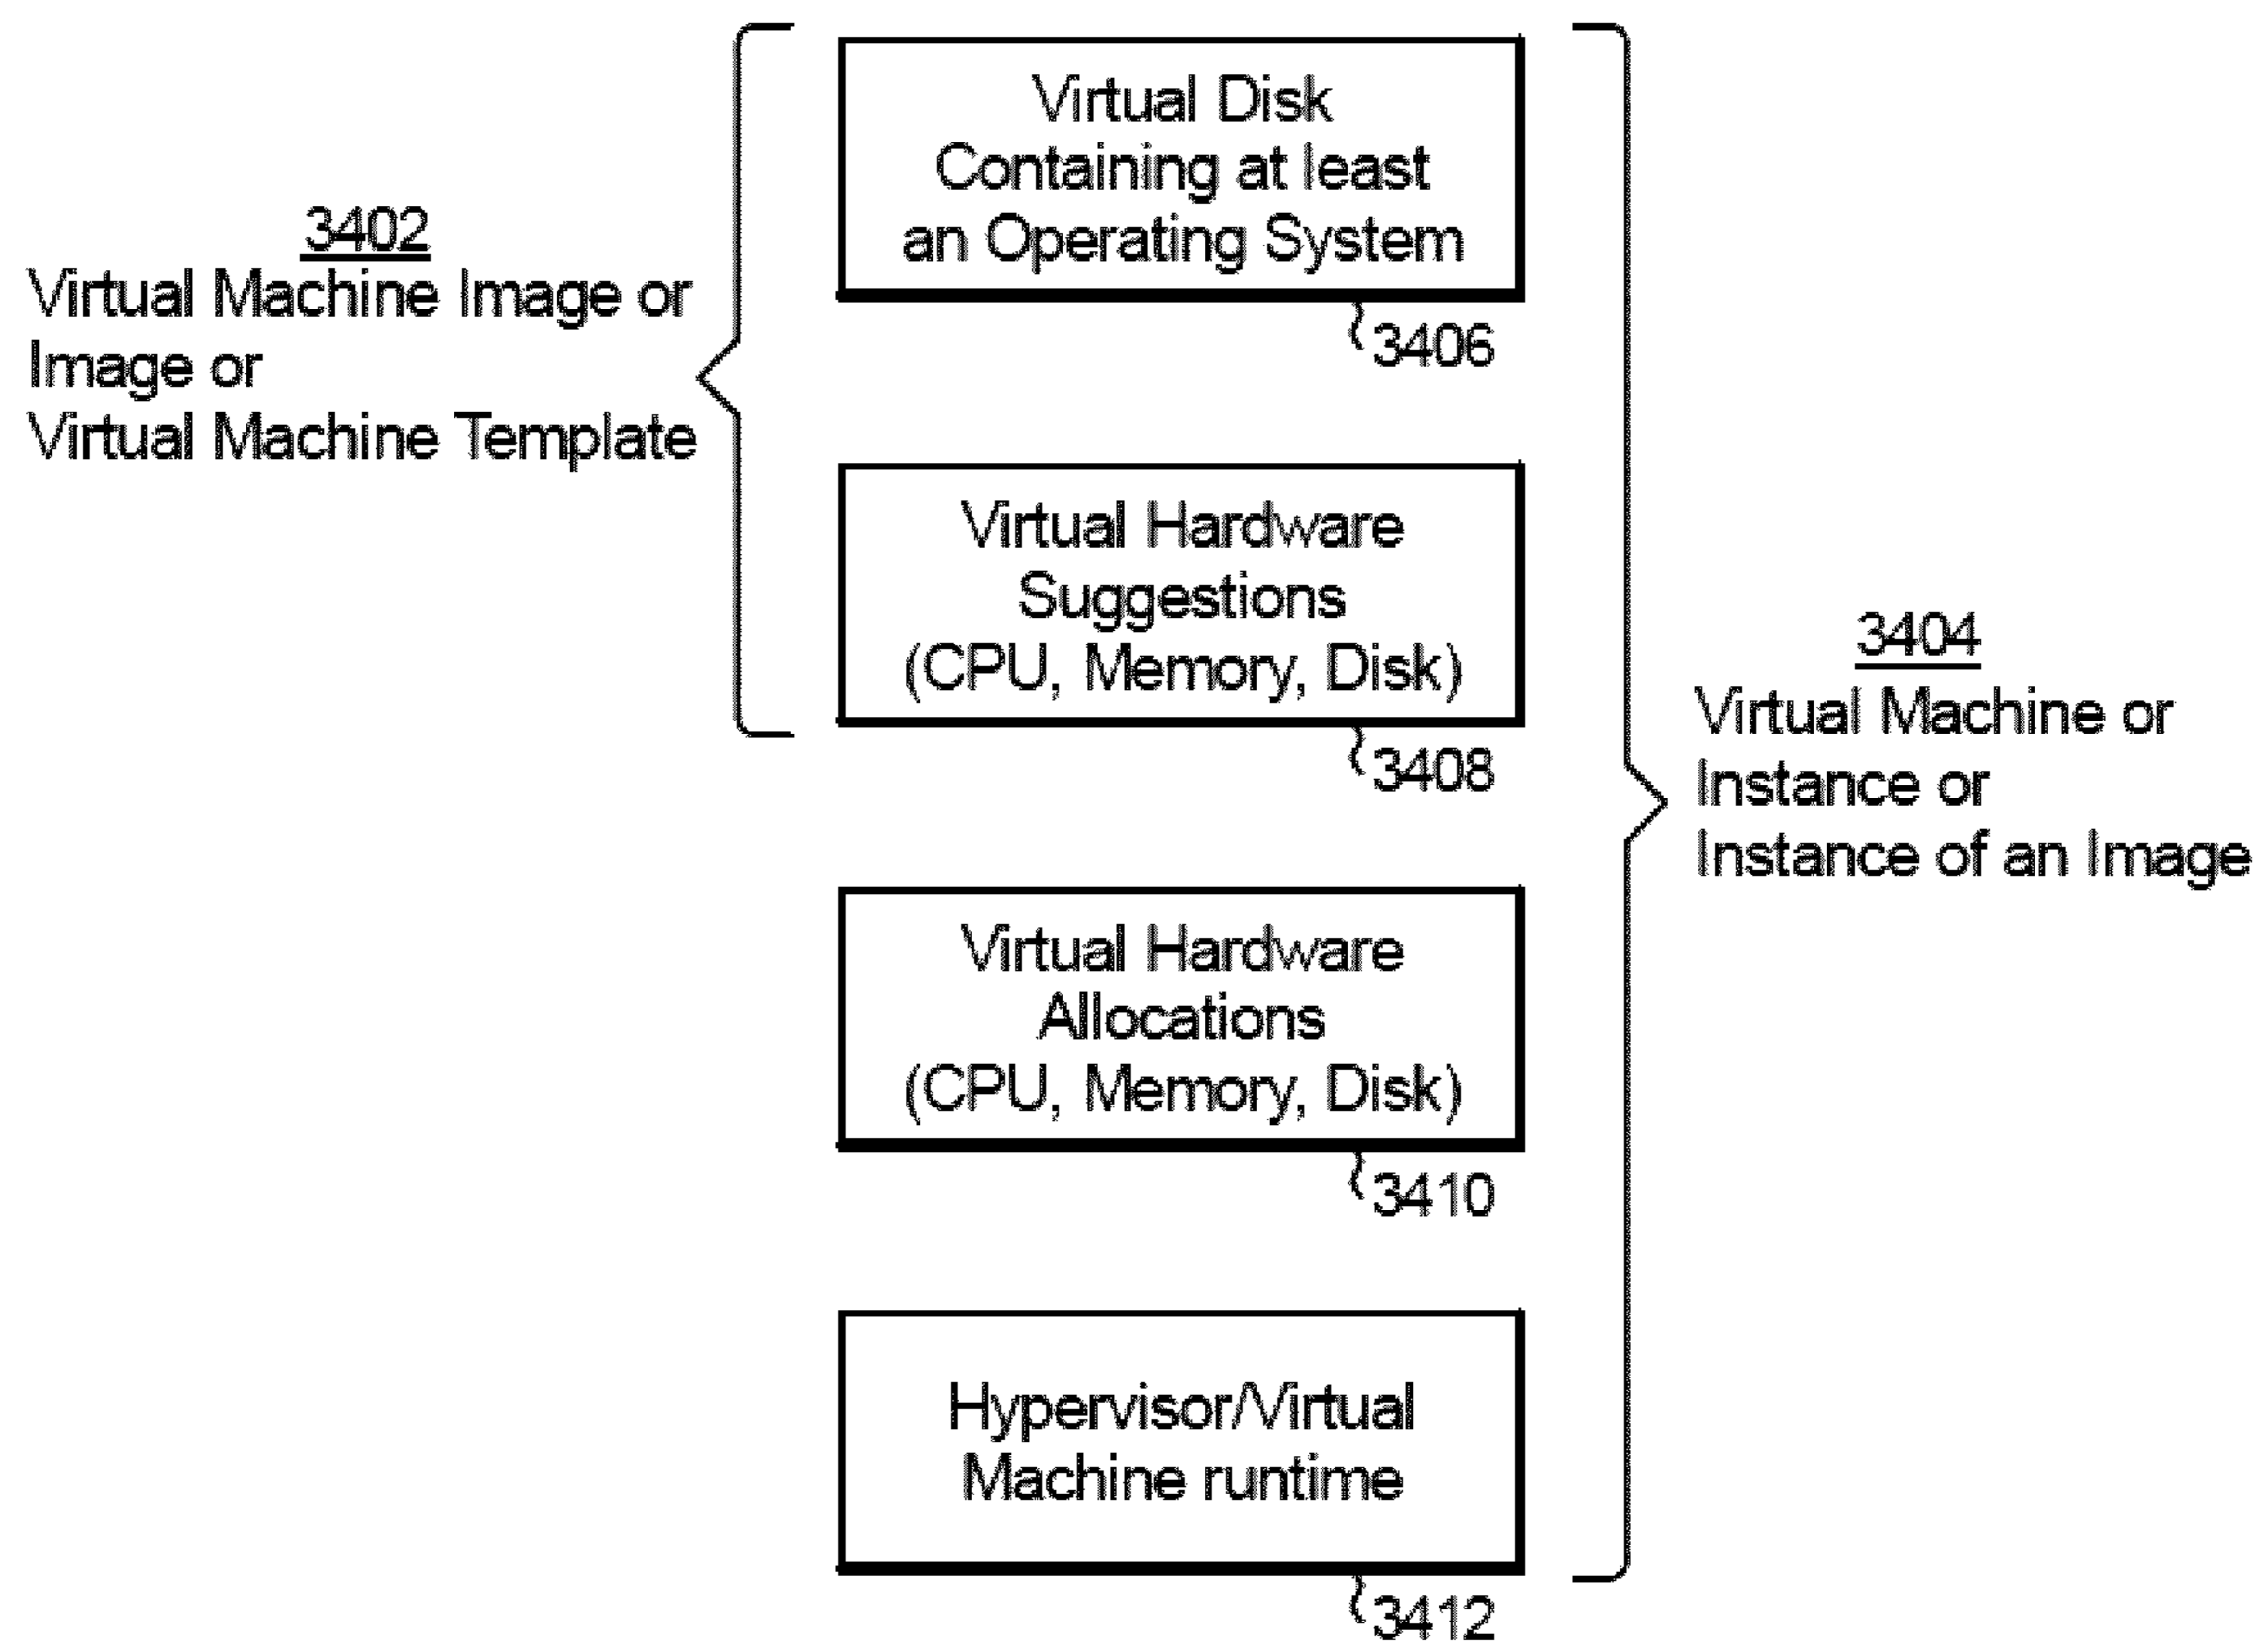 3402
Virtual Machine Image or
Image or
Virtual Machine Template
Virtual Disk
Containing at least
an Operating System
3406
Virtual Hardware
Suggestions
(CPU, Memory, Disk)
3408
Virtual Hardware
Allocations
(CPU, Memory, Disk)
3410
Hypervisor/Virtual
Machine runtime
3412
3404
Virtual Machine or
Instance or
Instance of an Image